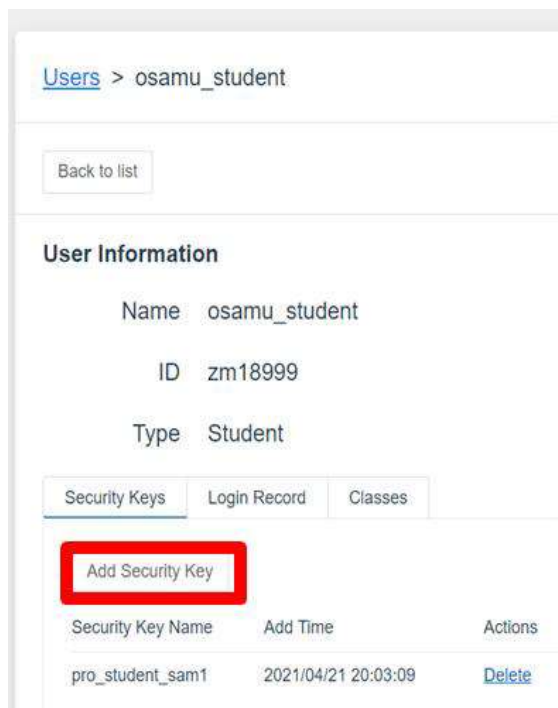 Users > osamu_student
Back to list
User Information
Name osamu_student
ID zm18999
Type Student
Security Keys Login Record Classes
Add Security Key
Security Key Name Add Time Actions
pro_student_sam1 2021/04/21 20:03:09 Delete